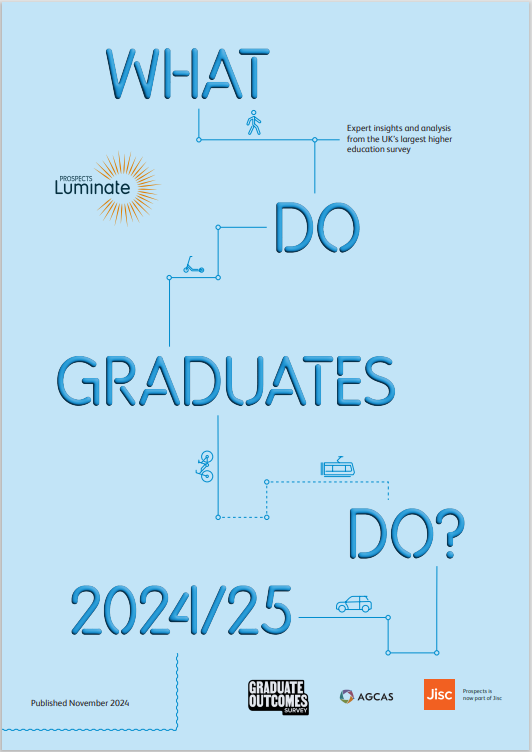 WHAT
Expert insights and analysis
from the UK's largest higher
education survey
PROSPECTS
Luminate
DO
GRADUATES
DO?
2024/25
Published November 2024
GRADUATE
OUTCOMES
SURVEY
AGCAS
Jisc
Prospects is
now part of Jisc